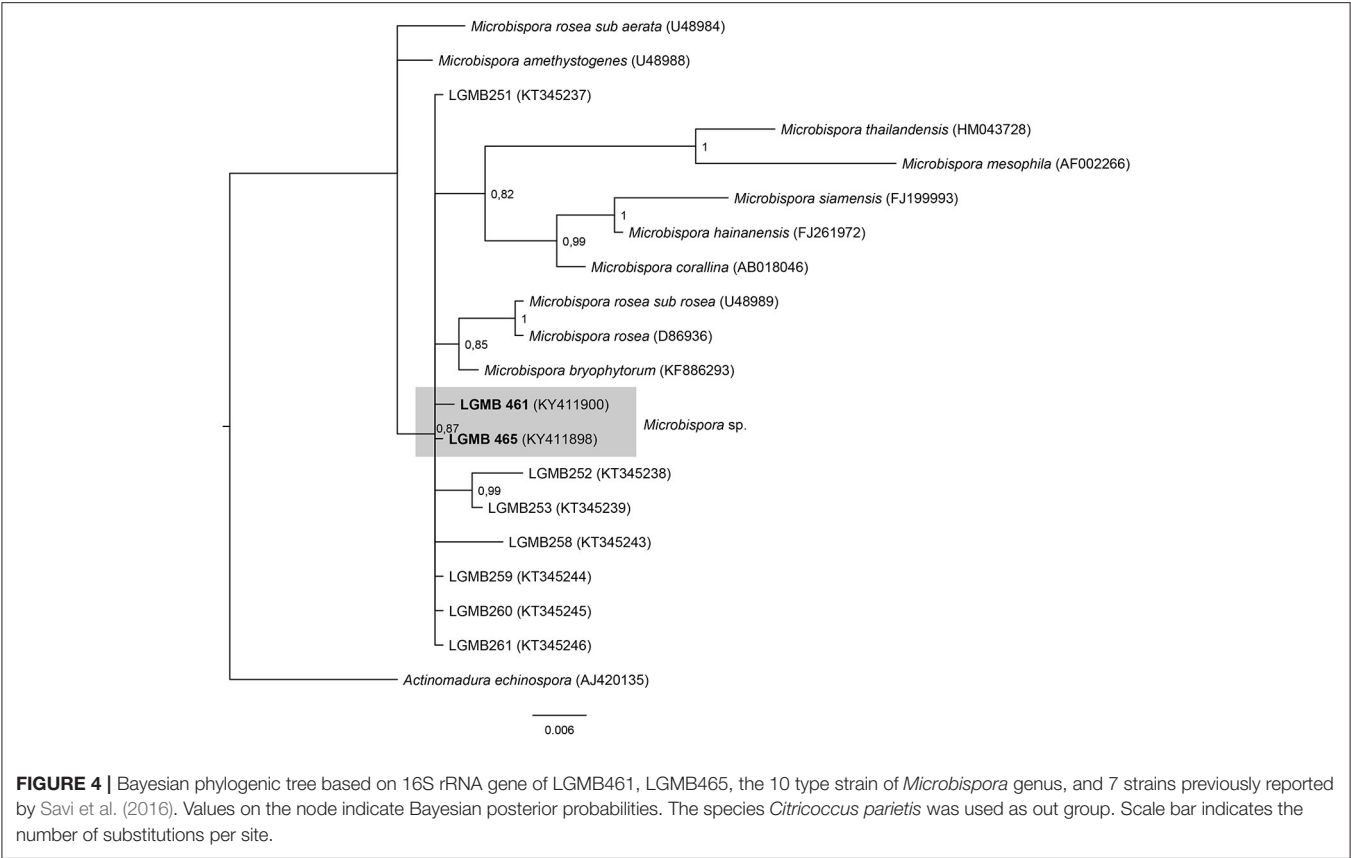 Microbispora rosea sub aerata (U48984)
Microbispora amethystogenes (U48988)
LGMB251 (KT345237)
Microbispora thailandensis (HM043728)
1
Microbispora mesophila (AF002266)
0,82
Microbispora siamensis (FJ199993)
1
Microbispora hainanensis (FJ261972)
0,99
Microbispora corallina (AB018046)
Microbispora rosea sub rosea (U48989)
1
Microbispora rosea (D86936)
0,85
Microbispora bryophytorum (KF886293)
LGMB 461 (KY411900)
Microbispora sp.
0,87
LGMB 465 (KY411898)
LGMB252 (KT345238)
0,99
LGMB253 (KT345239)
LGMB258 (KT345243)
LGMB259 (KT345244)
LGMB260 (KT345245)
LGMB261 (KT345246)
Actinomadura echinospora (AJ420135)
0.006
FIGURE 4 | Bayesian phylogenic tree based on 16S rRNA gene of LGMB461, LGMB465, the 10 type strain of Microbispora genus, and 7 strains previously reported
by Savi et al. (2016). Values on the node indicate Bayesian posterior probabilities. The species Citricoccus parietis was used as out group. Scale bar indicates the
number of substitutions per site.